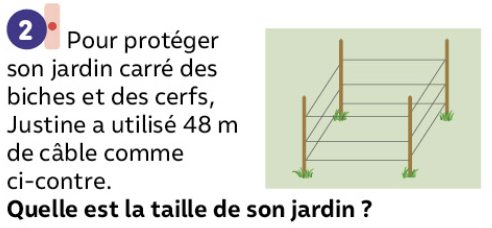 2
Pour protéger
son jardin carré des
biches et des cerfs,
Justine a utilisé 48 m
de câble comme
ci-contre.
Quelle est la taille de son jardin ?